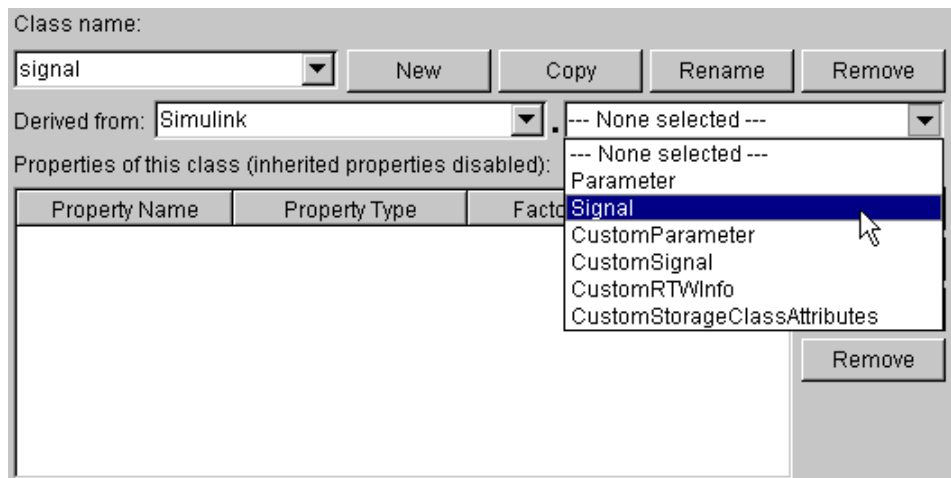 Class name:
signal New Copy Rename Remove
Derived from: Simulink . --- None selected ---
--- None selected ---
Properties of this class (inherited properties disabled):
Parameter
Property Name Property Type Signal
CustomParameter
CustomSignal
CustomRTWInfo
CustomStorageClassAttributes
Remove